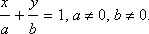 x/a + y/b = 1, a ≠ 0, b ≠ 0.